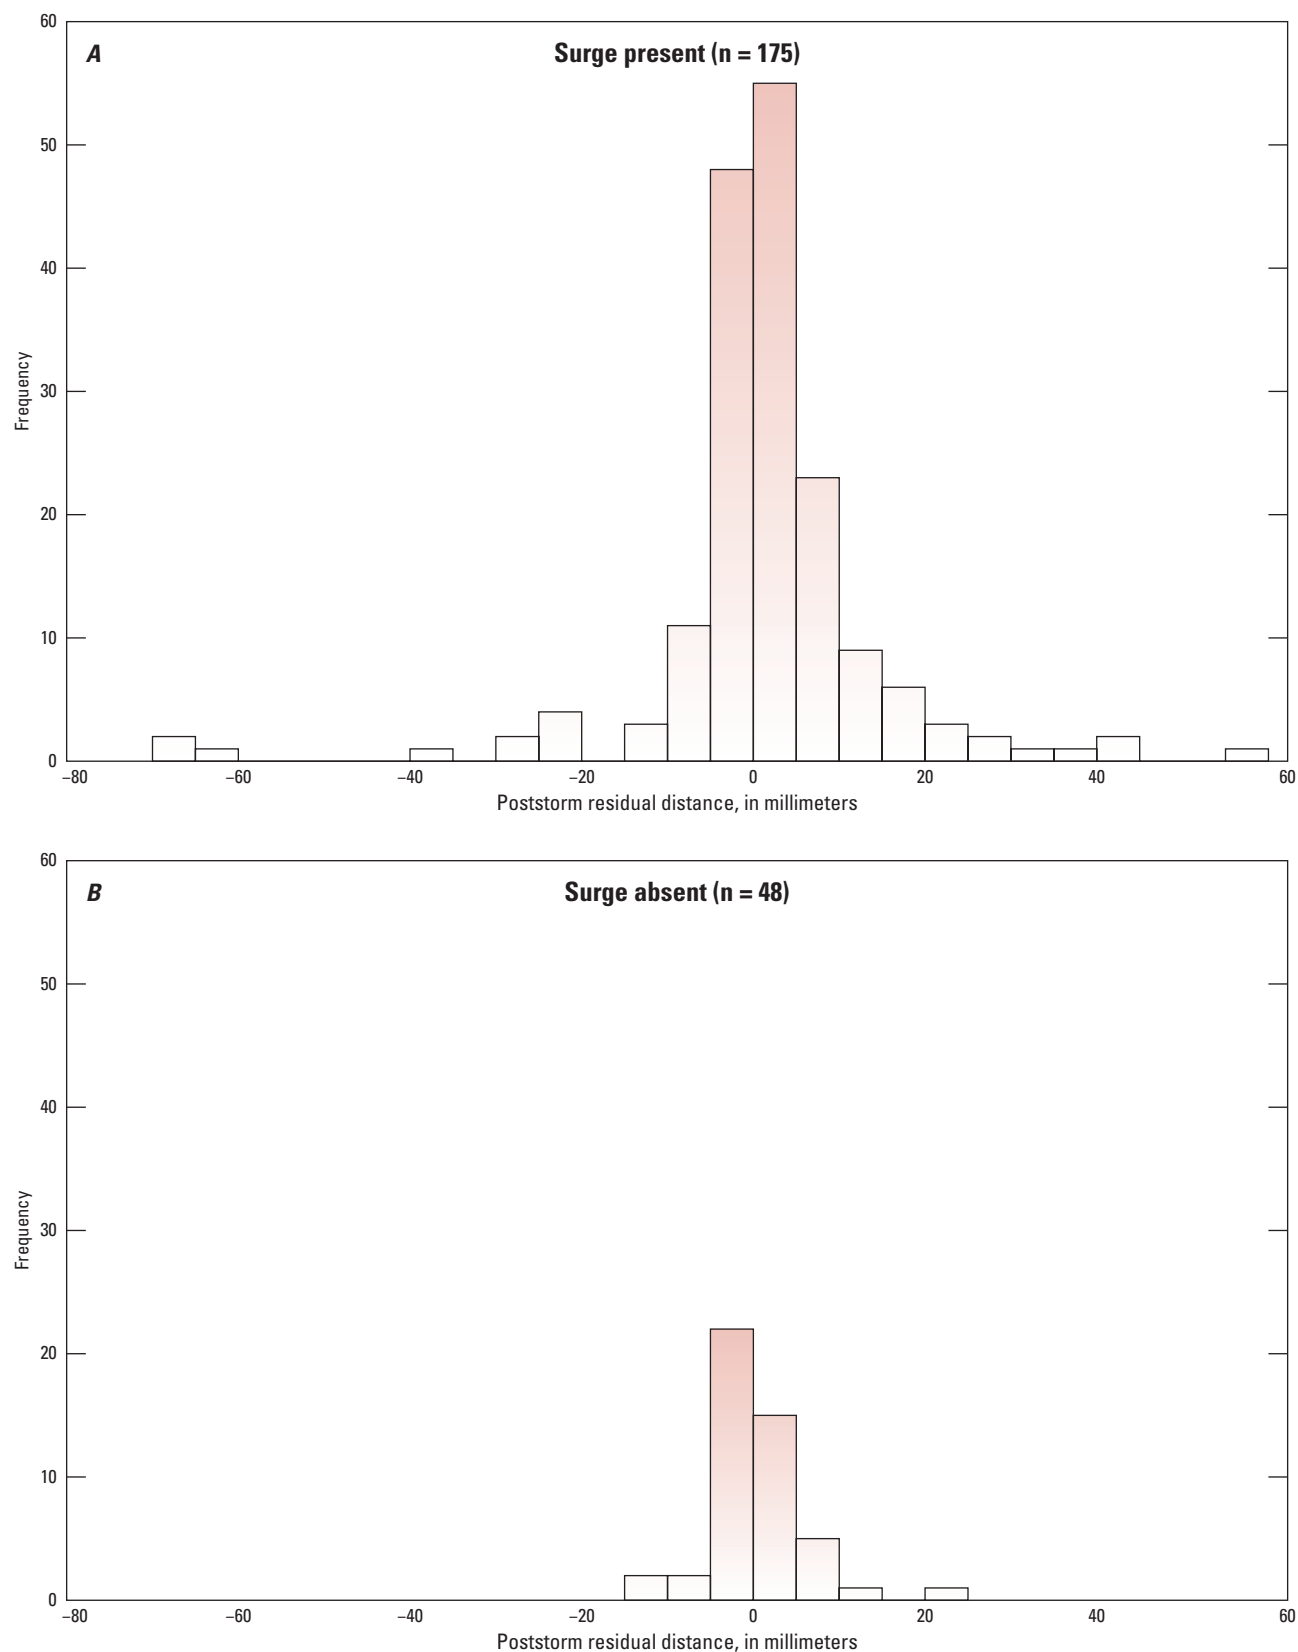 A
Surge present (n = 175)
60
50
40
30
20
10
0
Frequency
−80 −60 −40 −20 0 20 40 60
Poststorm residual distance, in millimeters
B
Surge absent (n = 48)
60
50
40
30
20
10
0
Frequency
−80 −60 −40 −20 0 20 40 60
Poststorm residual distance, in millimeters